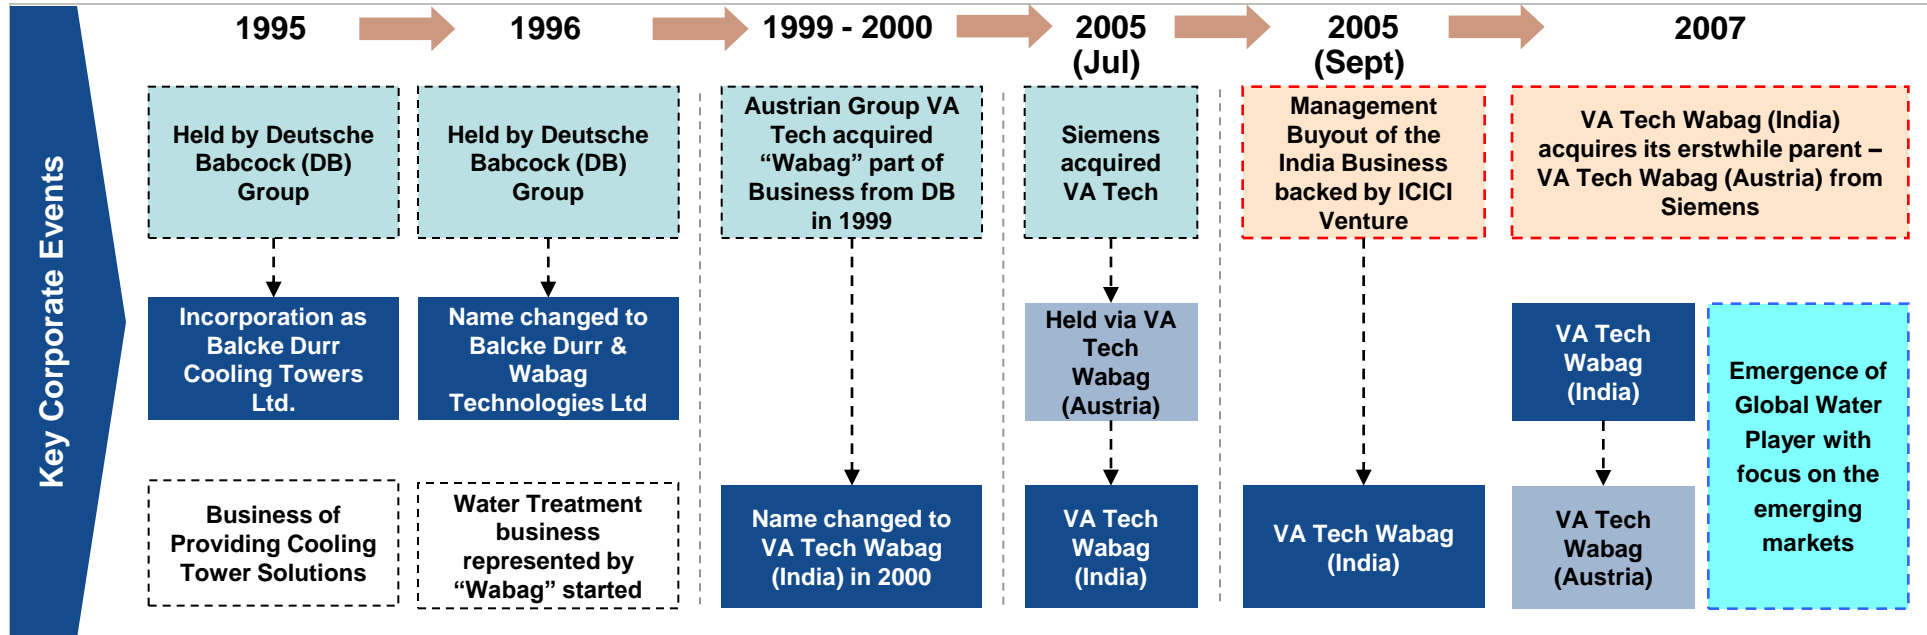 Key Corporate Events
1995
1996
1999 - 2000
2005
(Jul)
2005
(Sept)
2007
Held by Deutsche
Babcock (DB)
Group
Held by Deutsche
Babcock (DB)
Group
Austrian Group VA
Tech acquired
“Wabag” part of
Business from DB
in 1999
Siemens
acquired
VA Tech
Management
Buyout of the
India Business
backed by ICICI
Venture
VA Tech Wabag (India)
acquires its erstwhile parent –
VA Tech Wabag (Austria) from
Siemens
Incorporation as
Balcke Durr
Cooling Towers
Ltd.
Name changed to
Balcke Durr &
Wabag
Technologies Ltd
Held via VA
Tech
Wabag
(Austria)
VA Tech
Wabag
(India)
Emergence of
Global Water
Player with
focus on the
emerging
markets
Business of
Providing Cooling
Tower Solutions
Water Treatment
business
represented by
“Wabag” started
Name changed to
VA Tech Wabag
(India) in 2000
VA Tech
Wabag
(India)
VA Tech Wabag
(India)
VA Tech
Wabag
(Austria)